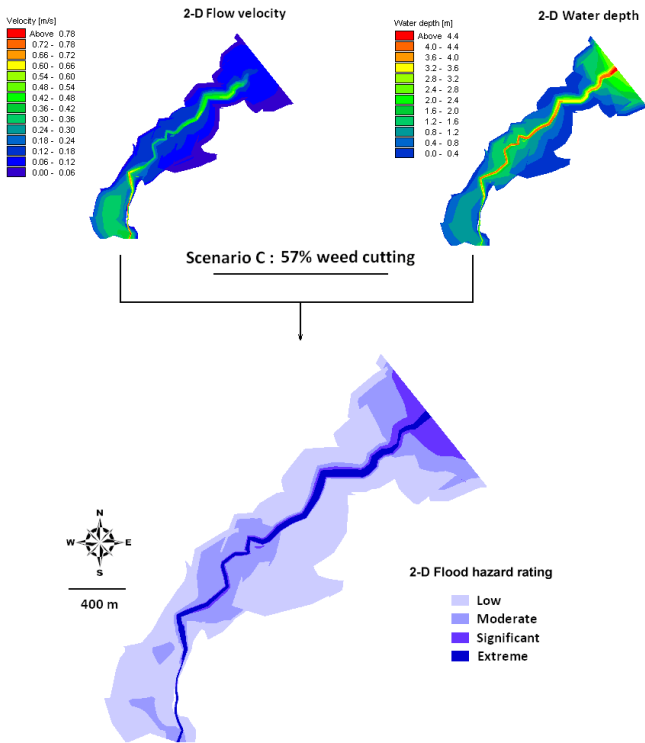 2-D Flow velocity
2-D Water depth
Velocity [m/s]
Above 0.78
0.72 - 0.78
0.66 - 0.72
0.60 - 0.66
0.54 - 0.60
0.48 - 0.54
0.42 - 0.48
0.36 - 0.42
0.30 - 0.36
0.24 - 0.30
0.18 - 0.24
0.12 - 0.18
0.06 - 0.12
0.00 - 0.06
Water depth [m]
Above 4.4
4.0 - 4.4
3.6 - 4.0
3.2 - 3.6
2.8 - 3.2
2.4 - 2.8
2.0 - 2.4
1.6 - 2.0
1.2 - 1.6
0.8 - 1.2
0.4 - 0.8
0.0 - 0.4
Scenario C : 57% weed cutting
N
W E
S
400 m
2-D Flood hazard rating
Low
Moderate
Significant
Extreme